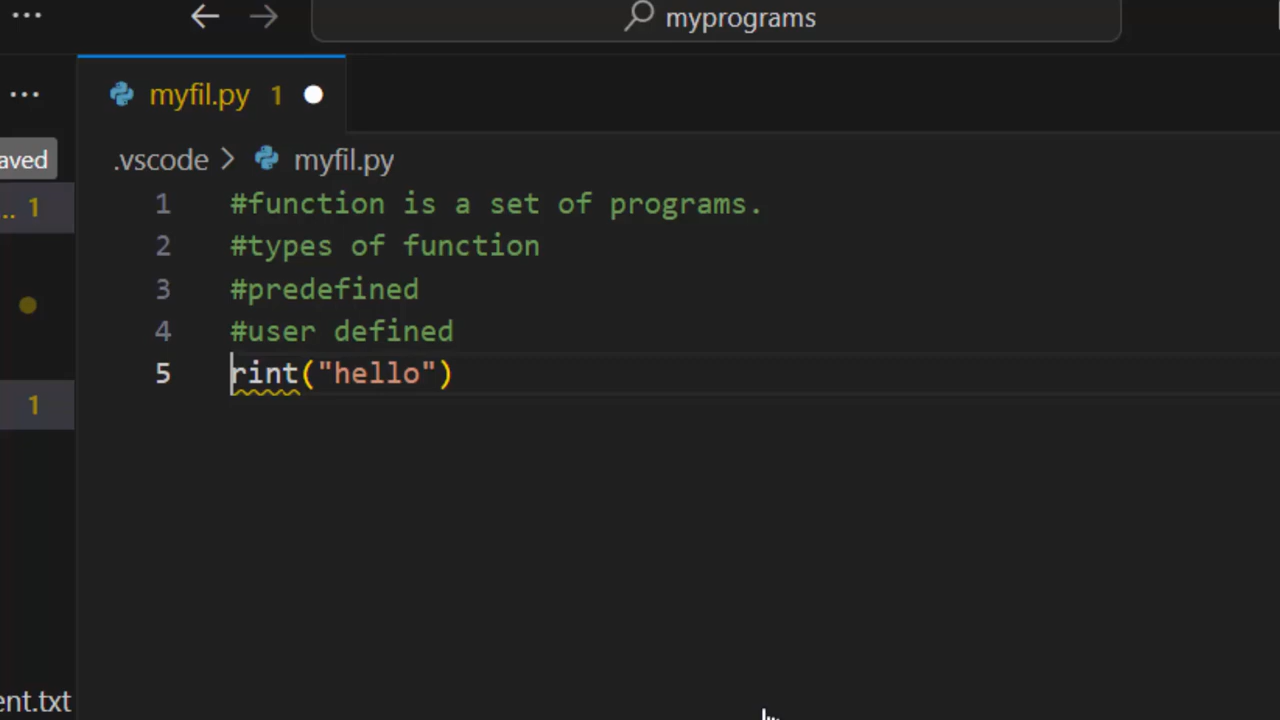 myprograms
myfil.py 1
aved
.vscode > myfil.py
.. 1
1 #function is a set of programs.
2 #types of function
3 #predefined
4 #user defined
5 rint("hello")
1
ent.txt